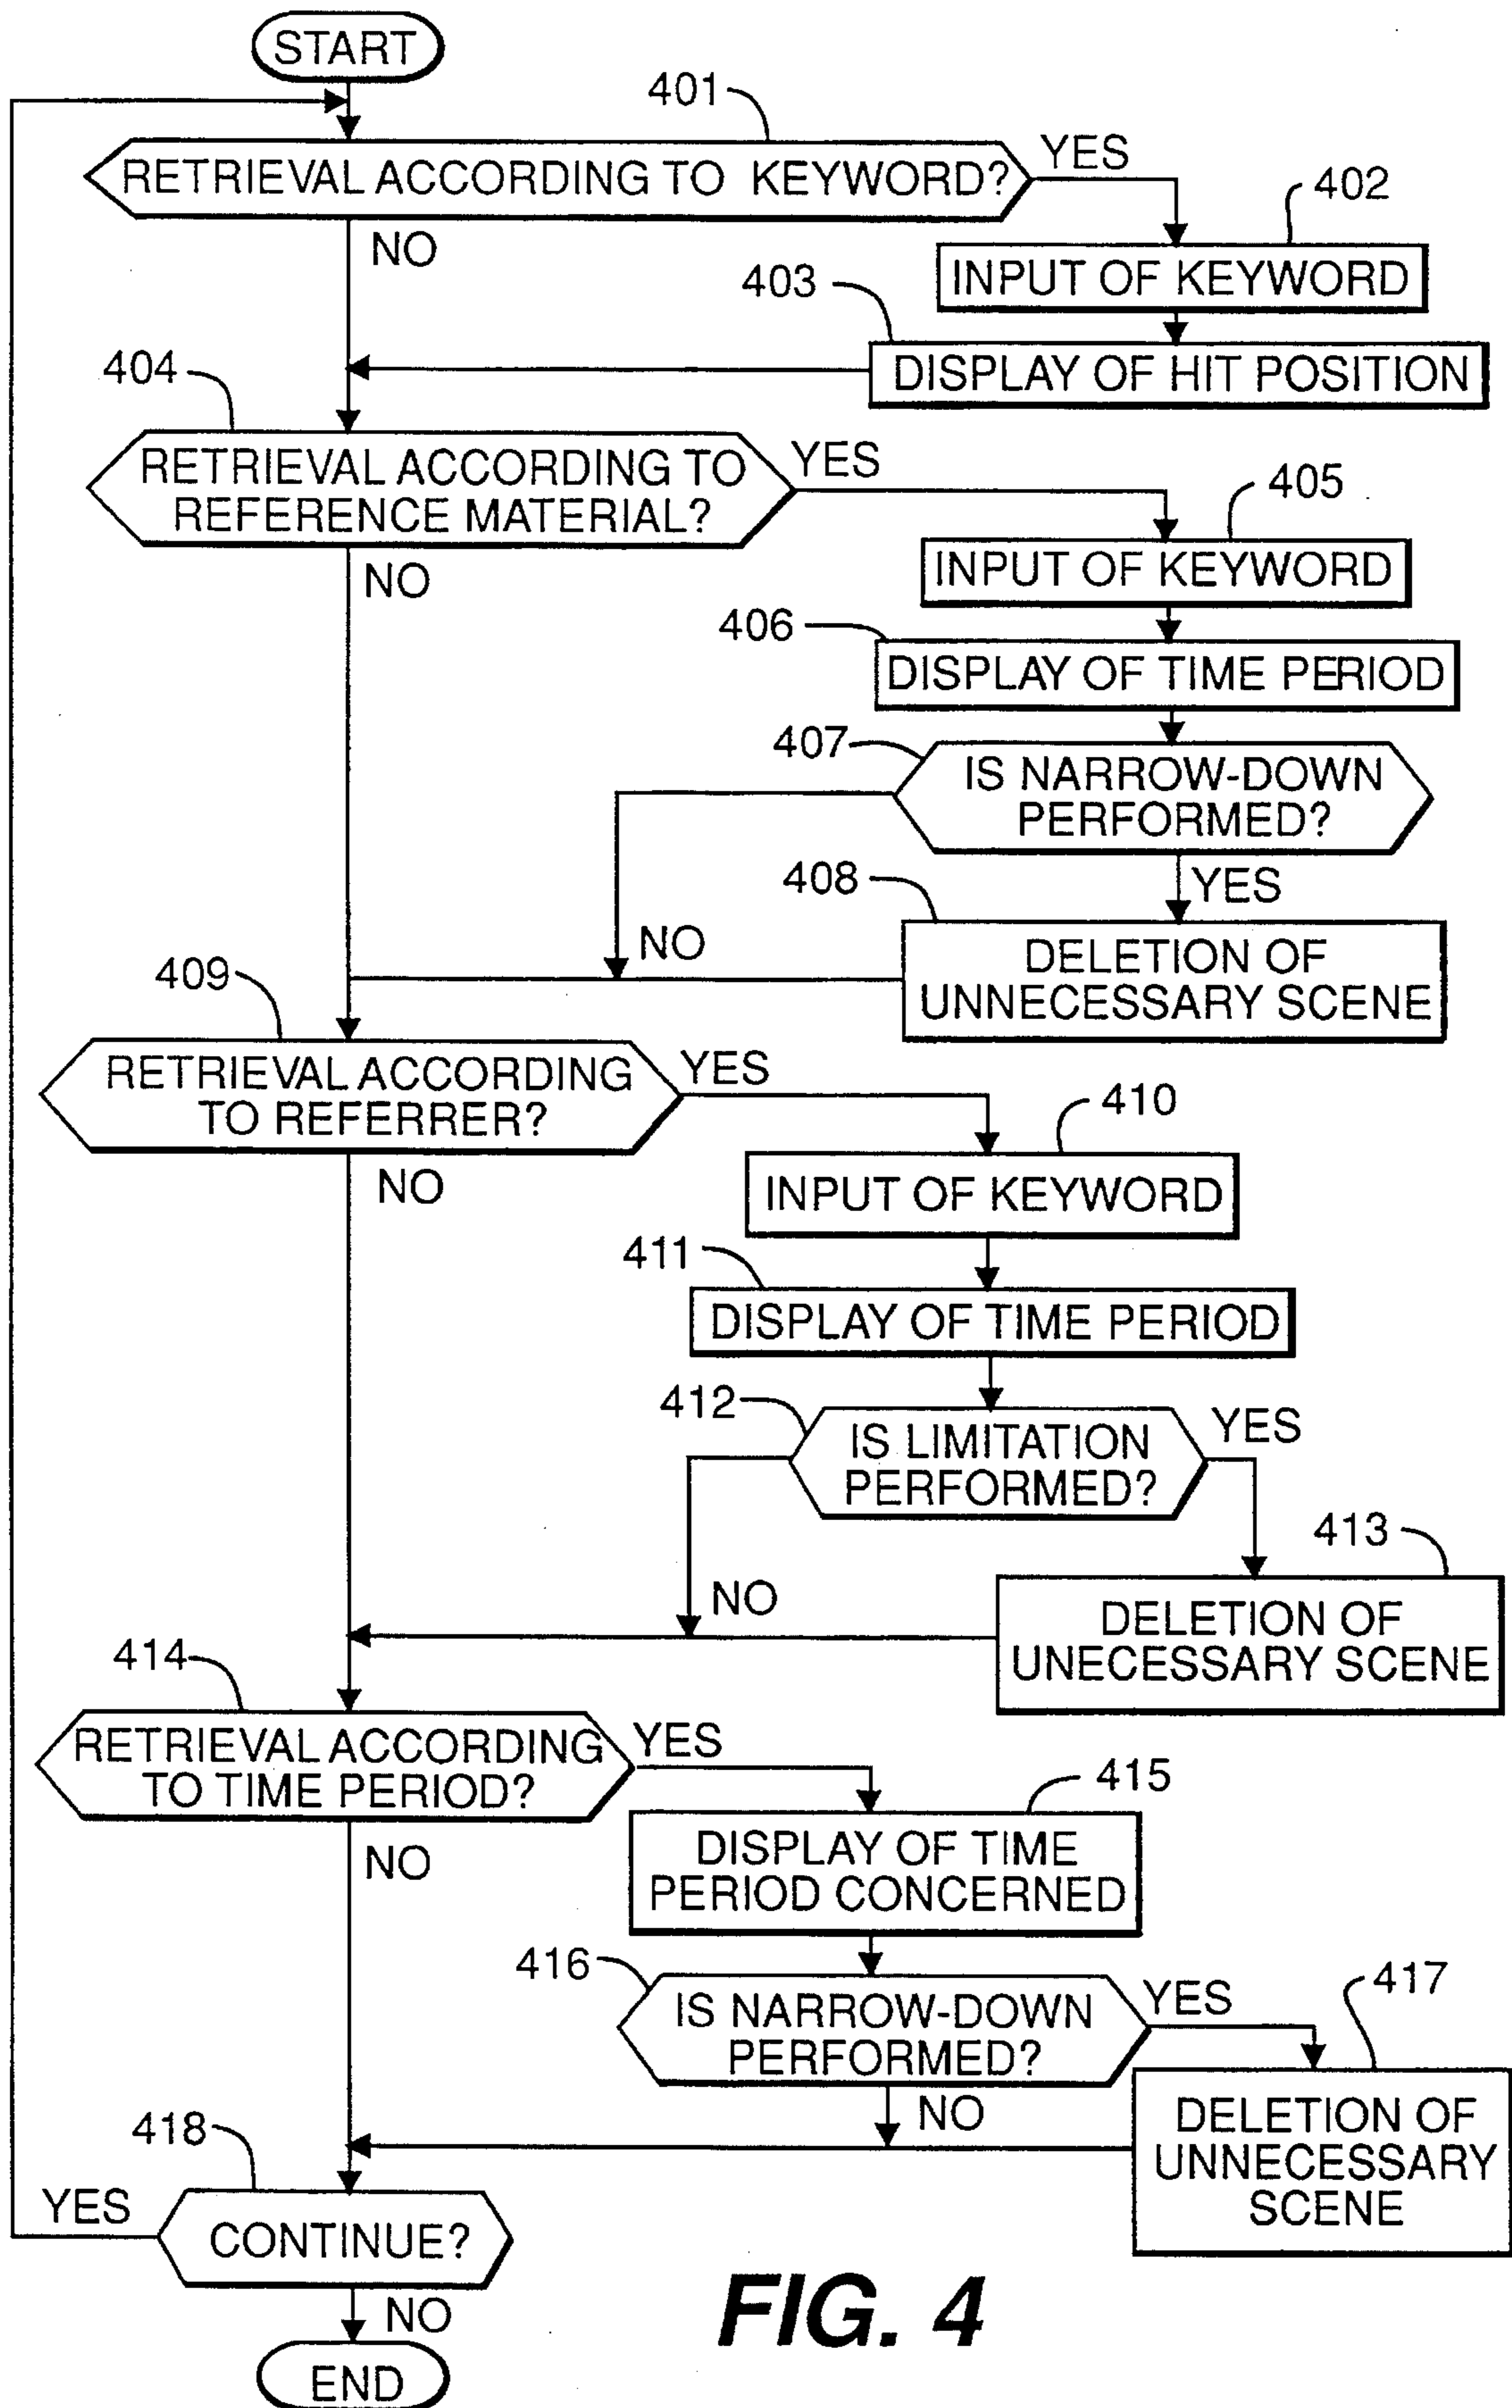 START
401
RETRIEVAL ACCORDING TO KEYWORD?
YES
NO
402
INPUT OF KEYWORD
403
DISPLAY OF HIT POSITION
404
RETRIEVAL ACCORDING TO
REFERENCE MATERIAL?
YES
NO
405
INPUT OF KEYWORD
406
DISPLAY OF TIME PERIOD
407
IS NARROW-DOWN
PERFORMED?
YES
NO
408
DELETION OF
UNNECESSARY SCENE
409
RETRIEVAL ACCORDING
TO REFERRER?
YES
NO
410
INPUT OF KEYWORD
411
DISPLAY OF TIME PERIOD
412
IS LIMITATION
PERFORMED?
YES
NO
413
DELETION OF
UNECESSARY SCENE
414
RETRIEVAL ACCORDING
TO TIME PERIOD?
YES
NO
415
DISPLAY OF TIME
PERIOD CONCERNED
416
IS NARROW-DOWN
PERFORMED?
YES
NO
417
DELETION OF
UNNECESSARY
SCENE
418
YES
CONTINUE?
NO
END
FIG. 4